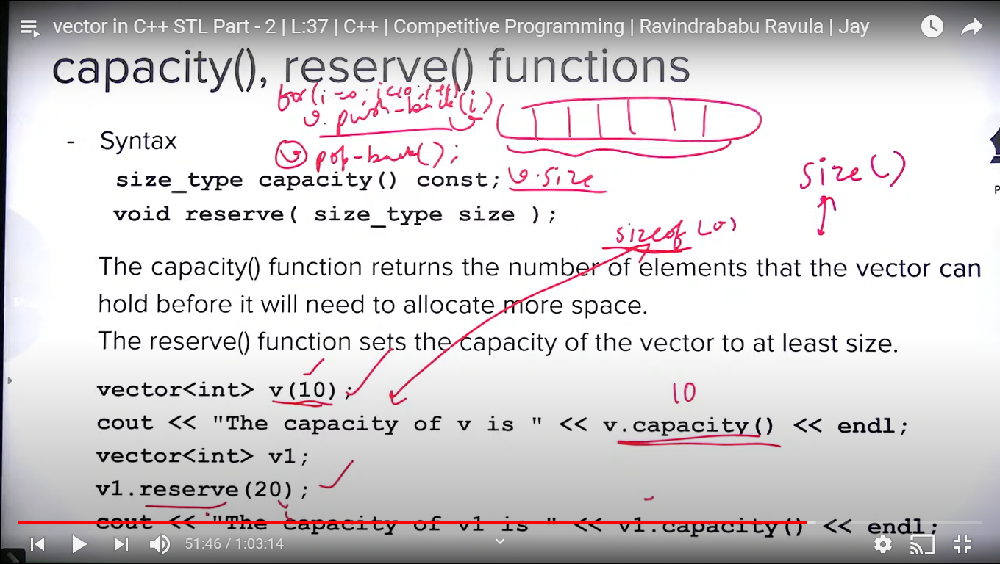 vector in C++ STL Part - 2 | L:37 | C++ | Competitive Programming | Ravindrababu Ravula | Jay
capacity(), reserve() functions
for(i=0; i<10; i++)
v. push-back(i)
- Syntax
v pop-back();
size_type capacity() const; v.size
size()
void reserve( size_type size );
sizeof (v)
The capacity() function returns the number of elements that the vector can
hold before it will need to allocate more space.
The reserve() function sets the capacity of the vector to at least size.
vector<int> v(10);
10
cout << "The capacity of v is " << v.capacity() << endl;
vector<int> v1;
v1.reserve(20);
cout << "The capacity of v1 is " << v1.capacity() << endl;
51:46 / 1:03:14